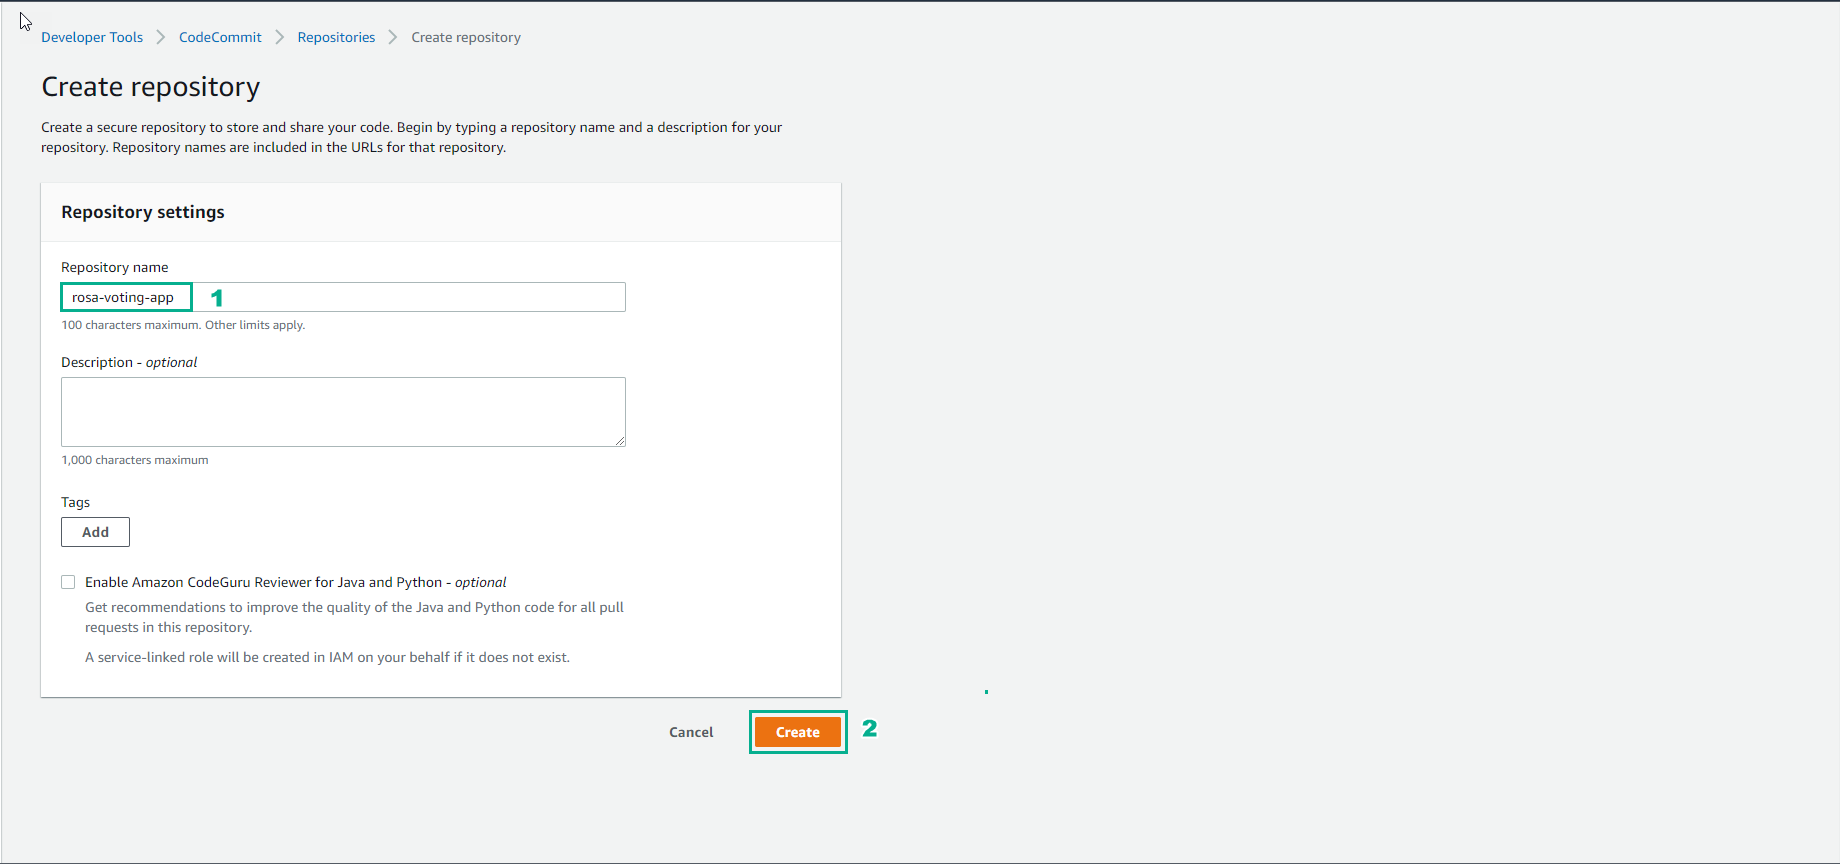 Developer Tools > CodeCommit > Repositories > Create repository
Create repository
Create a secure repository to store and share your code. Begin by typing a repository name and a description for your
repository. Repository names are included in the URLs for that repository.
Repository settings
Repository name
rosa-voting-app 1
100 characters maximum. Other limits apply.
Description - optional
1,000 characters maximum
Tags
Add
Enable Amazon CodeGuru Reviewer for Java and Python - optional
Get recommendations to improve the quality of the Java and Python code for all pull
requests in this repository.
A service-linked role will be created in IAM on your behalf if it does not exist.
Cancel Create 2